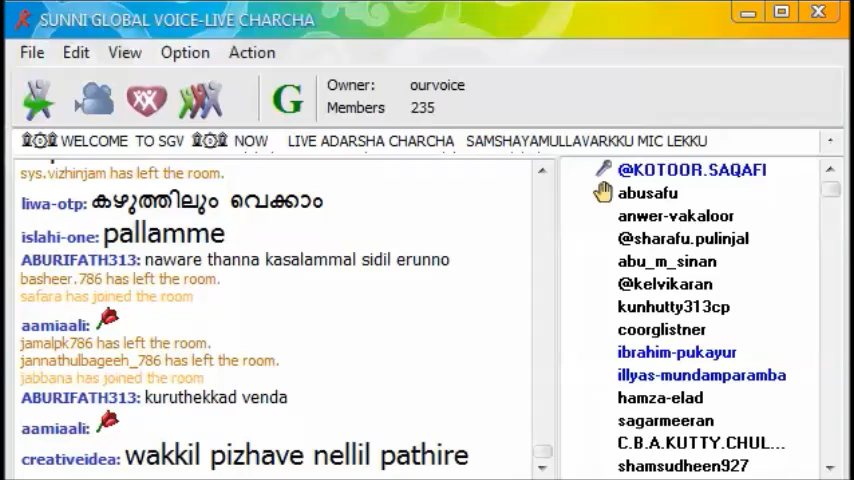 SUNNI GLOBAL VOICE-LIVE CHARCHA
File Edit View Option Action
G
Owner: ourvoice
Members 235
WELCOME TO SGV NOW LIVE ADARSHA CHARCHA SAMSHAYAMULLAVARKKU MIC LEKKU
sys.vizhinjam has left the room.
liwa-otp: കഴുത്തിലും വെക്കാം
islahi-one: pallamme
ABURIFATH313: naware thanna kasalammal sidil erunno
basheer.786 has left the room.
safara has joined the room
aamiaali:
jamalpk786 has left the room.
jannathulbageeh_786 has left the room.
jabbana has joined the room
ABURIFATH313: kuruthekkad venda
aamiaali:
creativeidea: wakkil pizhave nellil pathire
@KOTOOR.SAQAFI
abusafu
anwer-vakaloor
@sharafu.pulinjal
abu_m_sinan
@kelvikaran
kunhutty313cp
coorglistner
ibrahim-pukayur
illyas-mundamparamba
hamza-elad
sagarmeeran
C.B.A.KUTTY.CHUL...
shamsudheen927